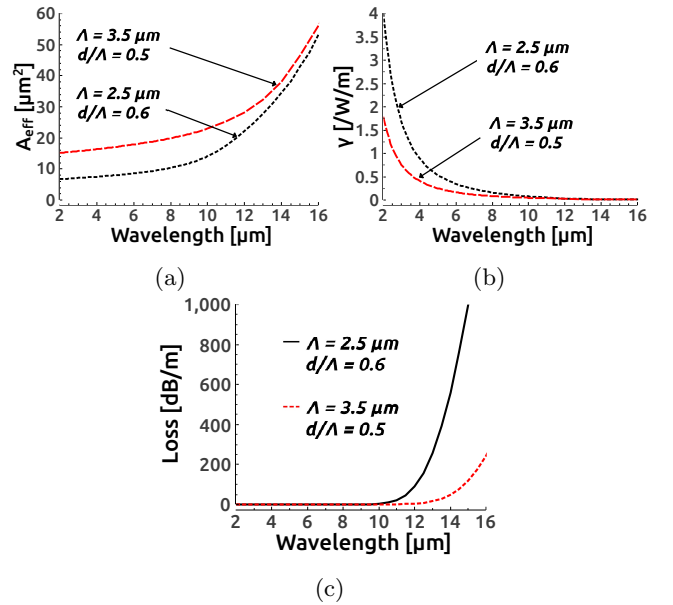 60
50
40
30
20
10
0
A_eff [μm²]
Λ = 3.5 μm
d/Λ = 0.5
Λ = 2.5 μm
d/Λ = 0.6
2 4 6 8 10 12 14 16
Wavelength [μm]
(a)
4
3.5
3
2.5
2
1.5
1
0.5
0
γ [/W/m]
Λ = 2.5 μm
d/Λ = 0.6
Λ = 3.5 μm
d/Λ = 0.5
2 4 6 8 10 12 14 16
Wavelength [μm]
(b)
1,000
800
600
400
200
0
Loss [dB/m]
Λ = 2.5 μm
d/Λ = 0.6
Λ = 3.5 μm
d/Λ = 0.5
2 4 6 8 10 12 14 16
Wavelength [μm]
(c)